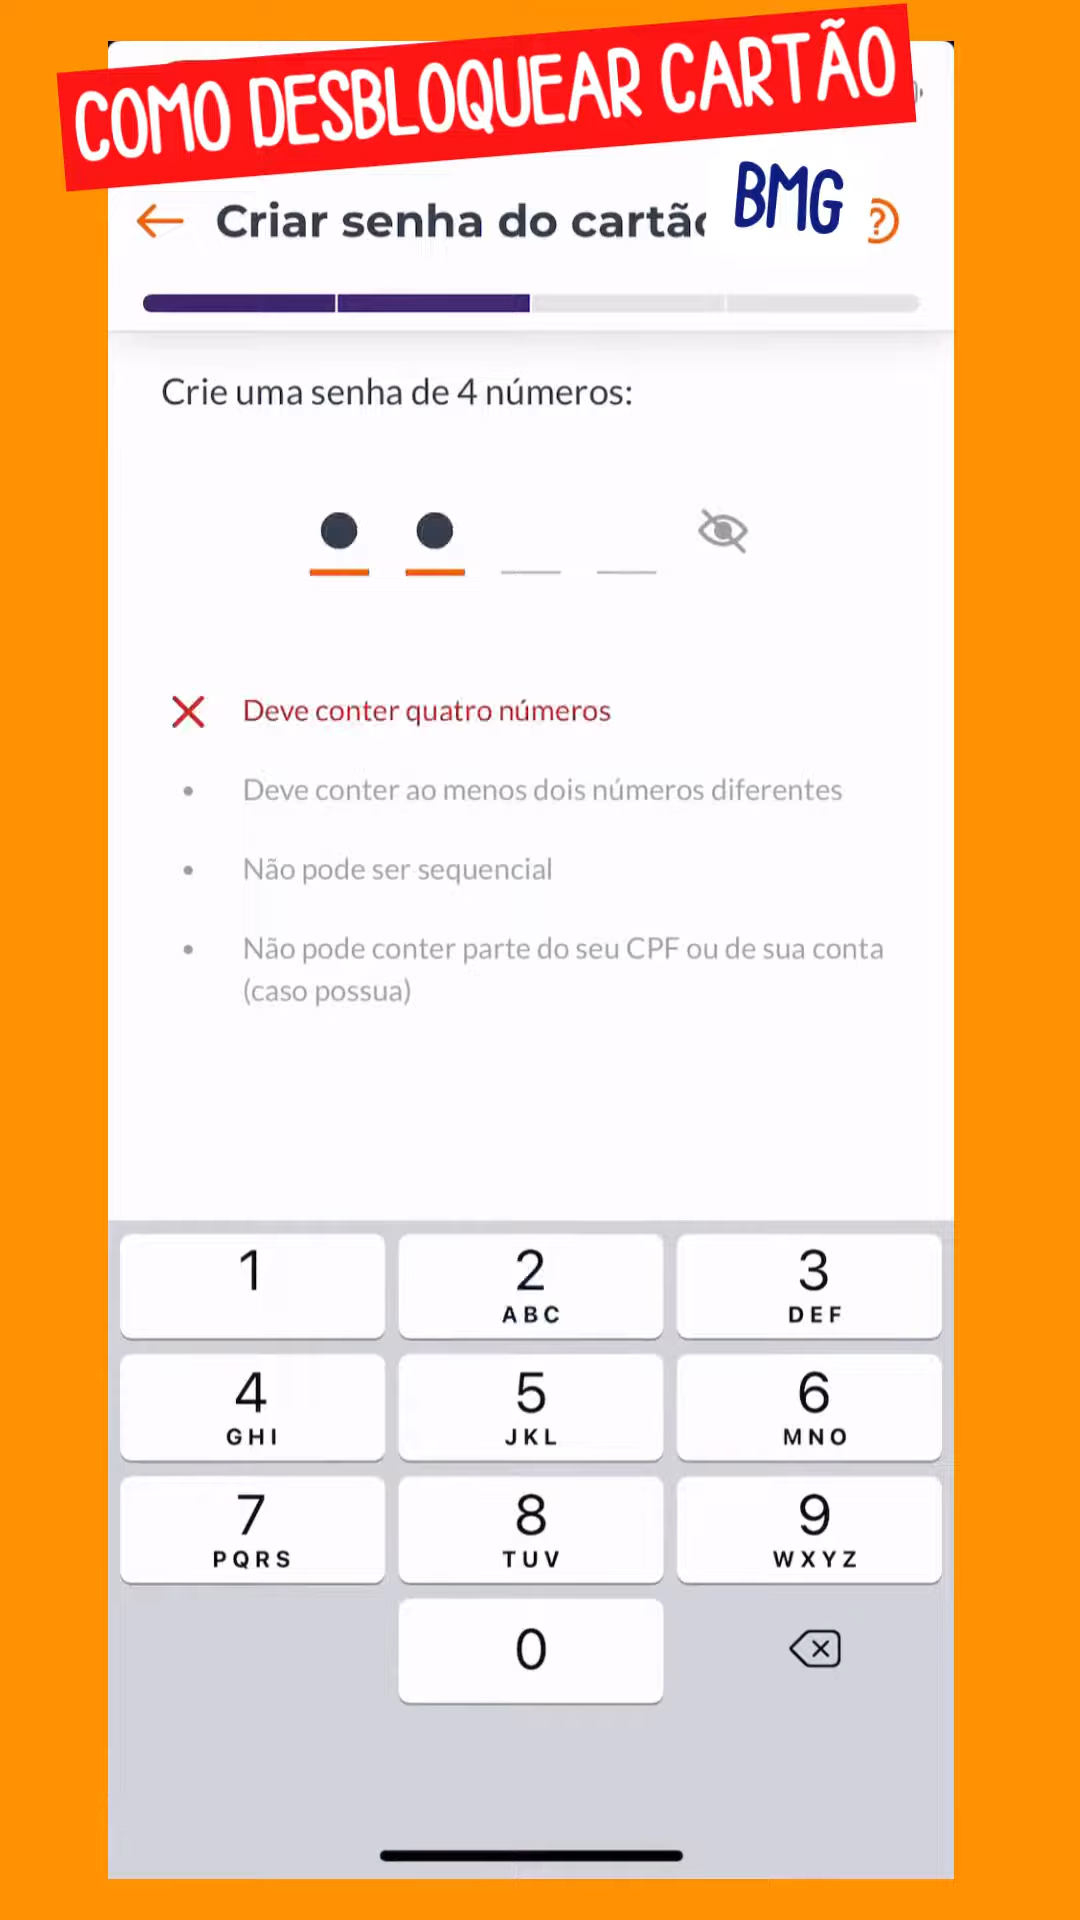 COMO DESBLOQUEAR CARTÃO
BMG
Criar senha do cartão
?
Crie uma senha de 4 números:
Deve conter quatro números
• Deve conter ao menos dois números diferentes
• Não pode ser sequencial
• Não pode conter parte do seu CPF ou de sua conta
(caso possua)
1 2 3
ABC DEF
4 5 6
GHI JKL MNO
7 8 9
PQRS TUV WXYZ
0